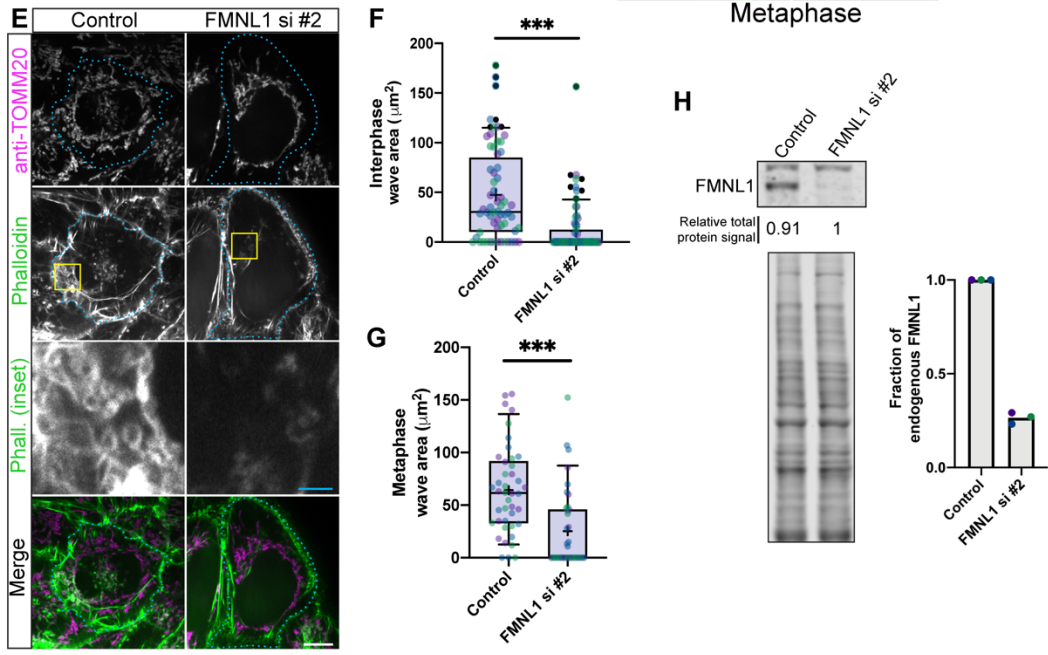 E
Control
FMNL1 si #2
anti-TOMM20
Phalloidin
Phall. (inset)
Merge
F
***
Interphase
wave area (μm²)
200
150
100
50
0
Control
FMNL1 si #2
G
***
Metaphase
wave area (μm²)
200
150
100
50
0
Control
FMNL1 si #2
Metaphase
H
Control
FMNL1 si #2
FMNL1
Relative total
protein signal
0.91
1
Fraction of
endogenous FMNL1
1.0
0.5
0.0
Control
FMNL1 si #2